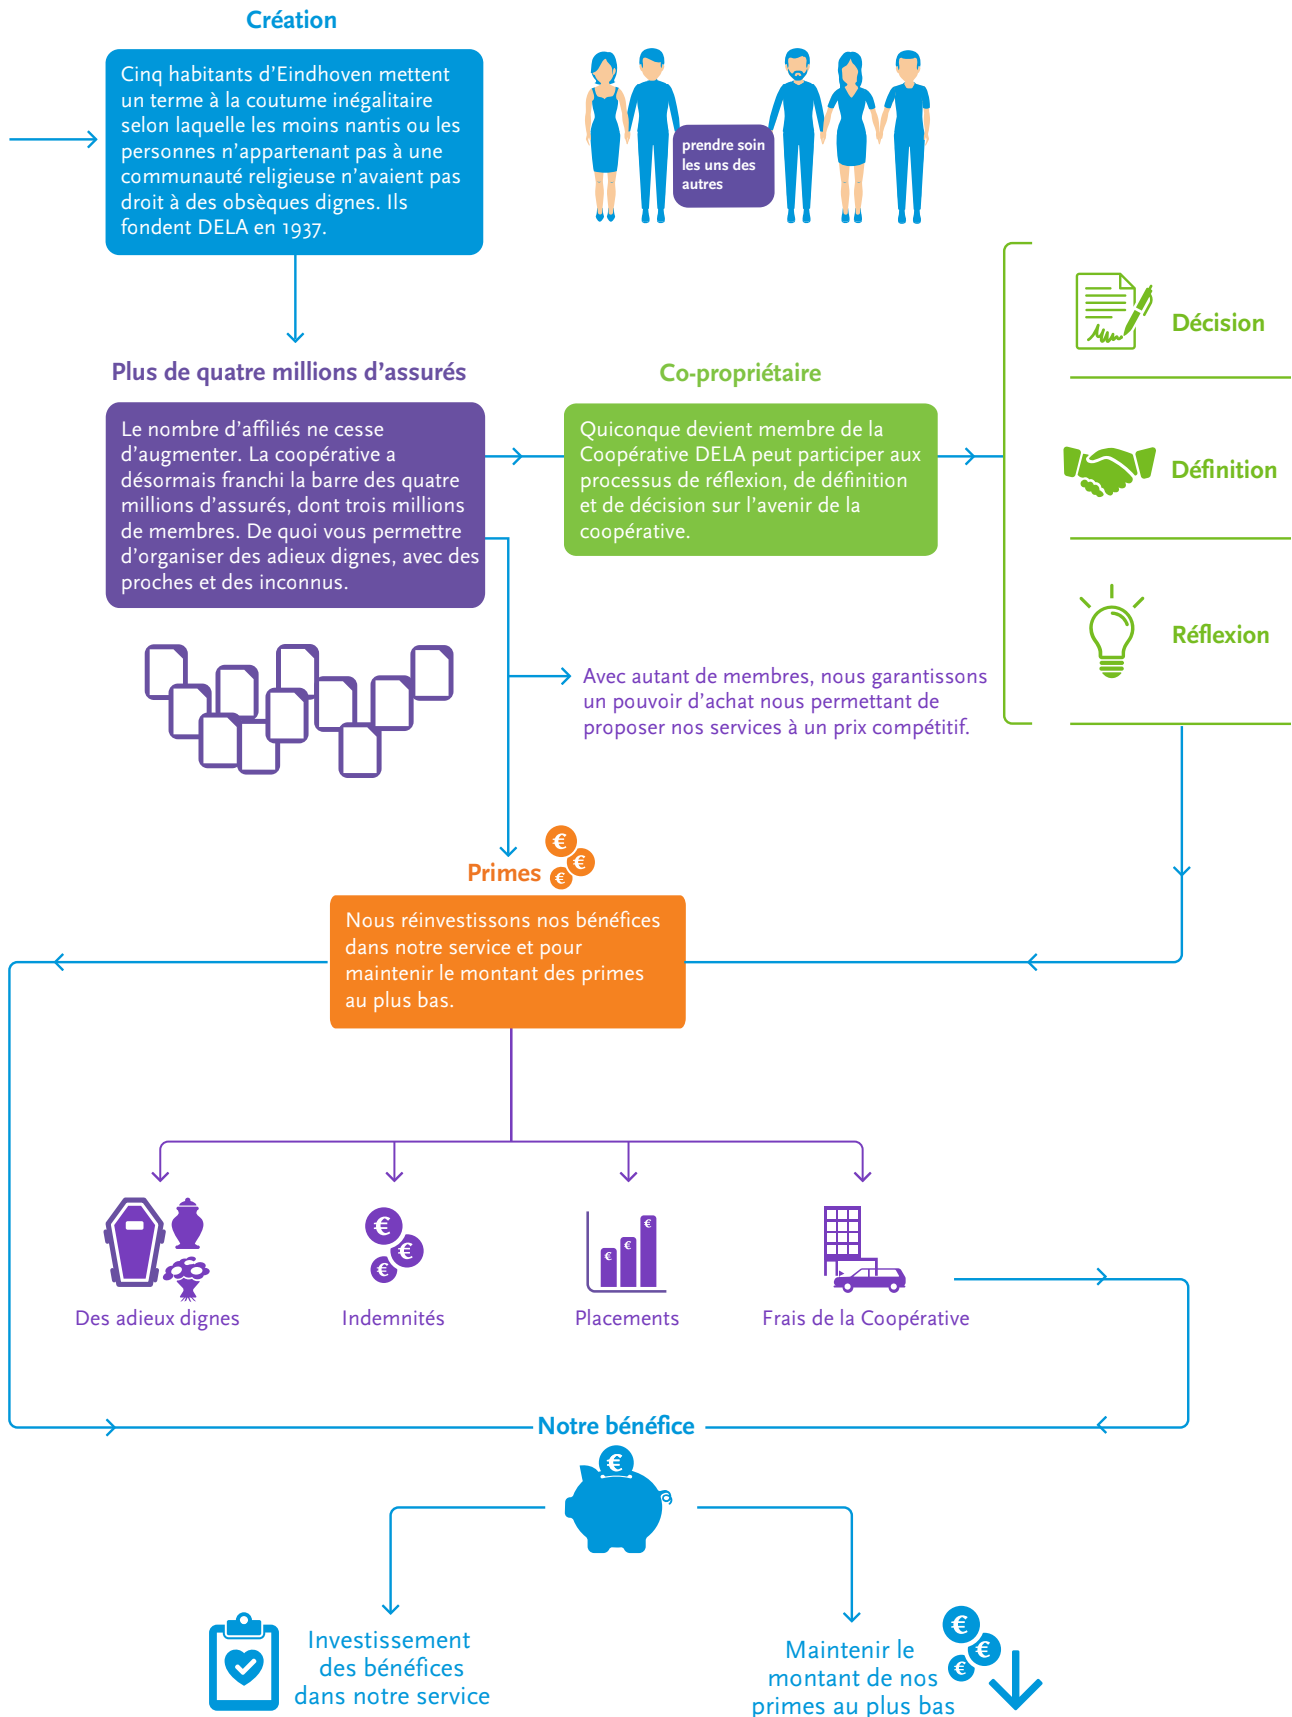 Création
Cinq habitants d’Eindhoven mettent
un terme à la coutume inégalitaire
selon laquelle les moins nantis ou les
personnes n’appartenant pas à une
communauté religieuse n’avaient pas
droit à des obsèques dignes. Ils
fondent DELA en 1937.
prendre soin
les uns des
autres
Plus de quatre millions d’assurés
Le nombre d’affiliés ne cesse
d’augmenter. La coopérative a
désormais franchi la barre des quatre
millions d’assurés, dont trois millions
de membres. De quoi vous permettre
d’organiser des adieux dignes, avec des
proches et des inconnus.
Co-propriétaire
Quiconque devient membre de la
Coopérative DELA peut participer aux
processus de réflexion, de définition
et de décision sur l’avenir de la
coopérative.
Décision
Définition
Réflexion
Avec autant de membres, nous garantissons
un pouvoir d’achat nous permettant de
proposer nos services à un prix compétitif.
Primes
€
€
€
Nous réinvestissons nos bénéfices
dans notre service et pour
maintenir le montant des primes
au plus bas.
€
€
€
€
€
€
Des adieux dignes
Indemnités
Placements
Frais de la Coopérative
Notre bénéfice
€
Investissement
des bénéfices
dans notre service
Maintenir le
montant de nos
primes au plus bas
€
€
€